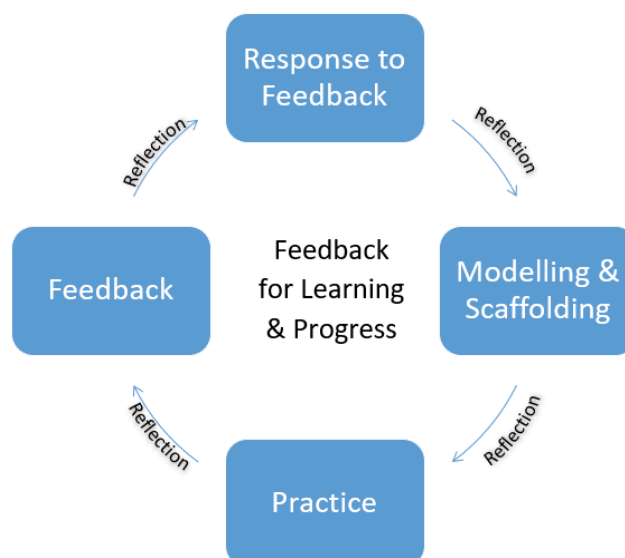 Response to
Feedback
Reflection
Reflection
Feedback
Feedback
for Learning
& Progress
Modelling &
Scaffolding
Reflection
Reflection
Practice